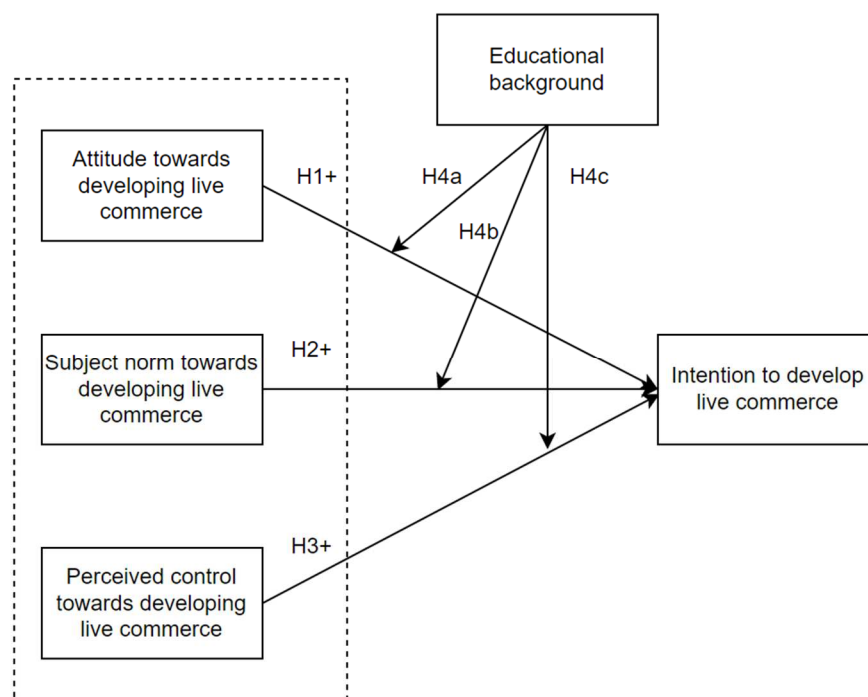 Educational
background
Attitude towards
developing live
commerce
H1+
H4a
H4c
H4b
Subject norm towards
developing live
commerce
H2+
Intention to develop
live commerce
Perceived control
towards developing
live commerce
H3+